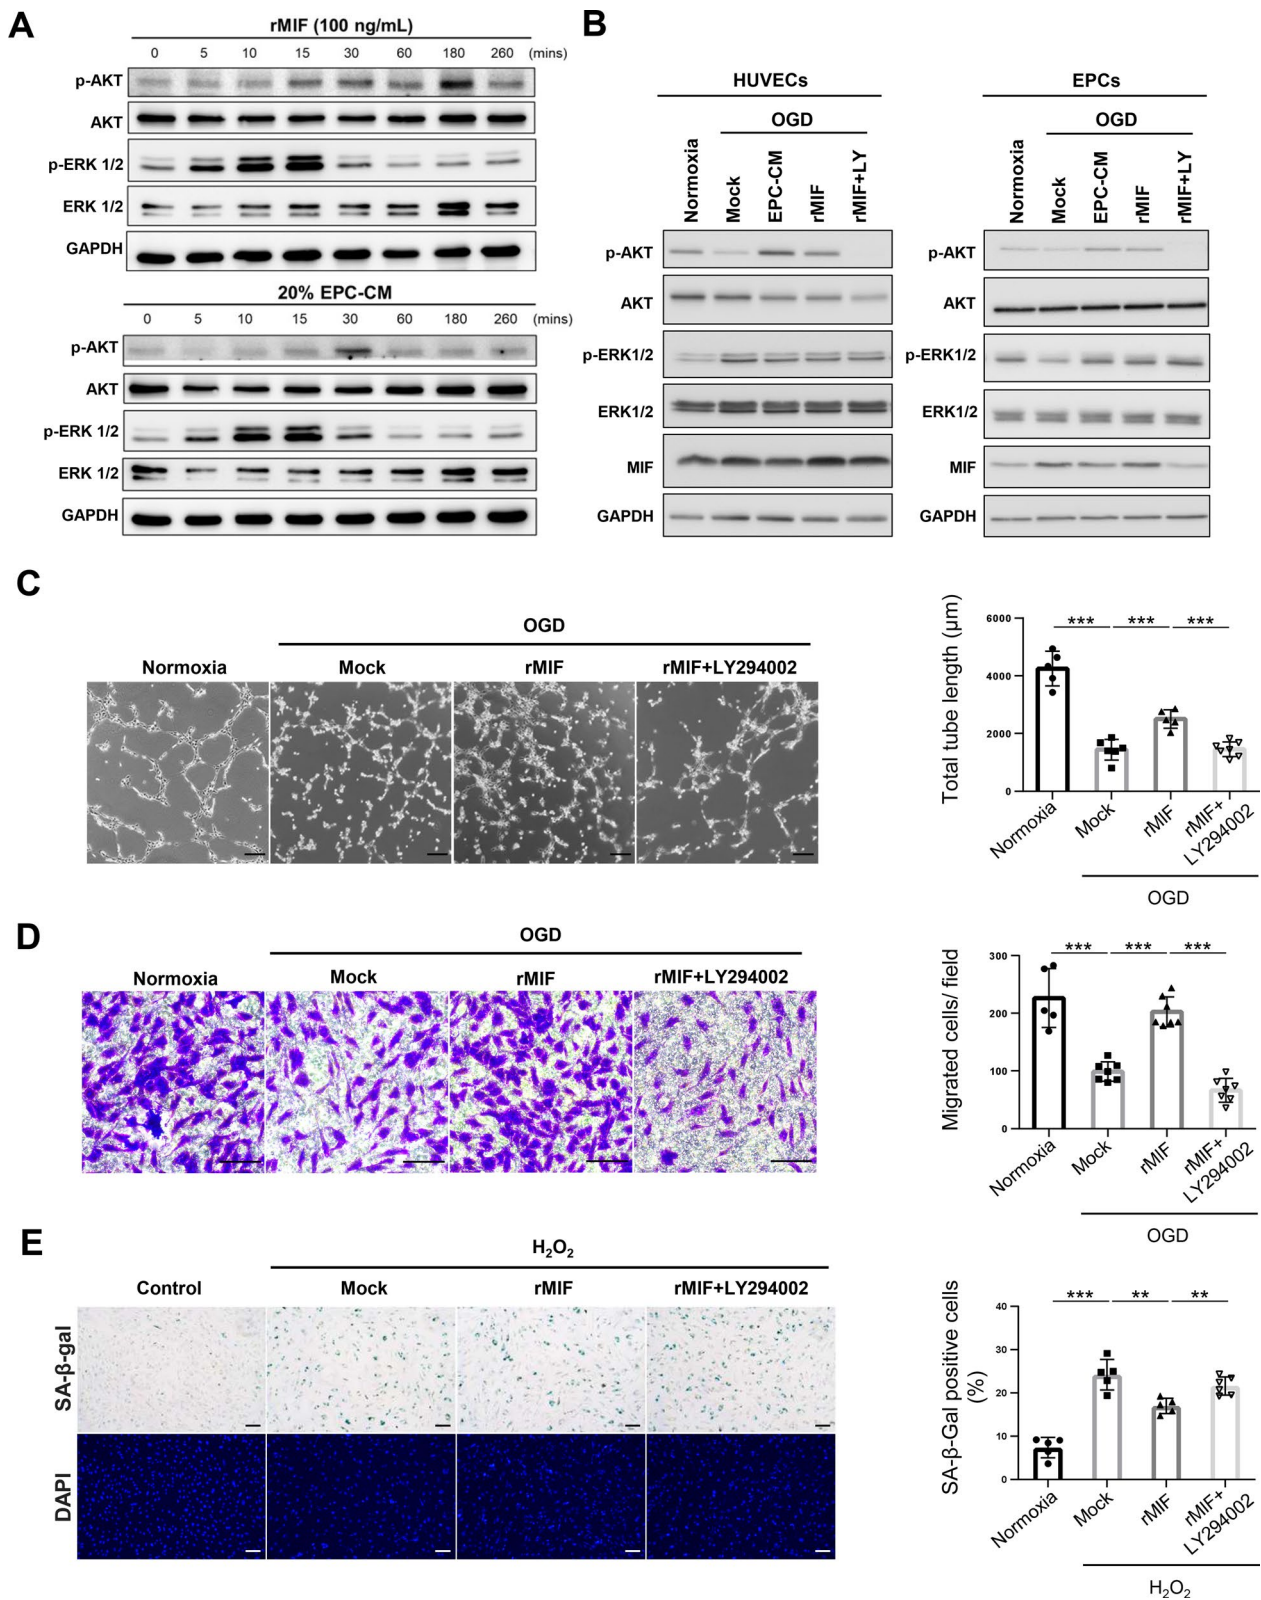 A
rMIF (100 ng/mL)
0 5 10 15 30 60 180 260 (mins)
p-AKT
AKT
p-ERK 1/2
ERK 1/2
GAPDH
20% EPC-CM
0 5 10 15 30 60 180 260 (mins)
p-AKT
AKT
p-ERK 1/2
ERK 1/2
GAPDH
B
HUVECs
OGD
Normoxia
Mock
EPC-CM
rMIF
rMIF+LY
p-AKT
AKT
p-ERK1/2
ERK1/2
MIF
GAPDH
EPCs
OGD
Normoxia
Mock
EPC-CM
rMIF
rMIF+LY
p-AKT
AKT
p-ERK1/2
ERK1/2
MIF
GAPDH
C
OGD
Normoxia Mock rMIF rMIF+LY294002
Total tube length (μm)
6000
4000
2000
0
*** *** ***
Normoxia
Mock
rMIF
rMIF+
LY294002
OGD
D
OGD
Normoxia Mock rMIF rMIF+LY294002
Migrated cells/ field
300
200
100
0
*** *** ***
Normoxia
Mock
rMIF
rMIF+
LY294002
OGD
E
H₂O₂
Control Mock rMIF rMIF+LY294002
SA-β-gal
DAPI
SA-β-Gal positive cells
(%)
40
30
20
10
0
*** ** **
Normoxia
Mock
rMIF
rMIF+
LY294002
H₂O₂